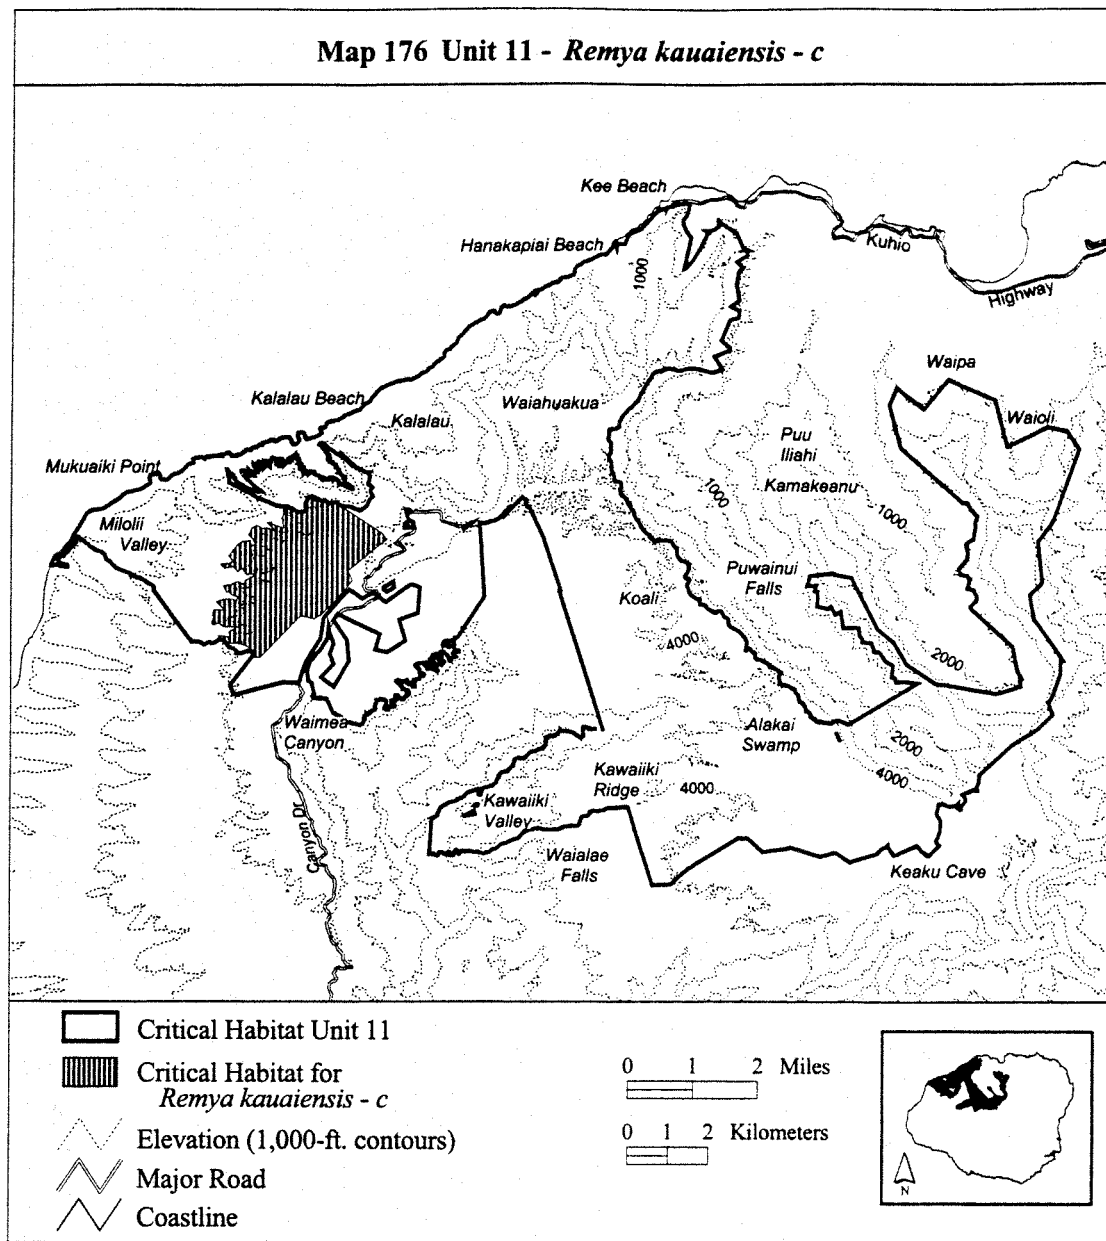 Map 176 Unit 11 - Remya kauaiensis - c
Kee Beach
Hanakapiai Beach
Kuhio
Highway
1000
Waipa
Waioli
Kalalau Beach
Kalalau
Waiahuakua
Puu
Iliahi
Kamakeanu
Mukuaiki Point
1000
1000
Milolii
Valley
Puwainui
Falls
Koali
4000
2000
Waimea
Canyon
Alakai
Swamp
2000
4000
Kawaiiki
Ridge
4000
Kawaiiki
Valley
Canyon Dr
Waialae
Falls
Keaku Cave
Critical Habitat Unit 11
Critical Habitat for
Remya kauaiensis - c
Elevation (1,000-ft. contours)
Major Road
Coastline
0 1 2 Miles
0 1 2 Kilometers
N